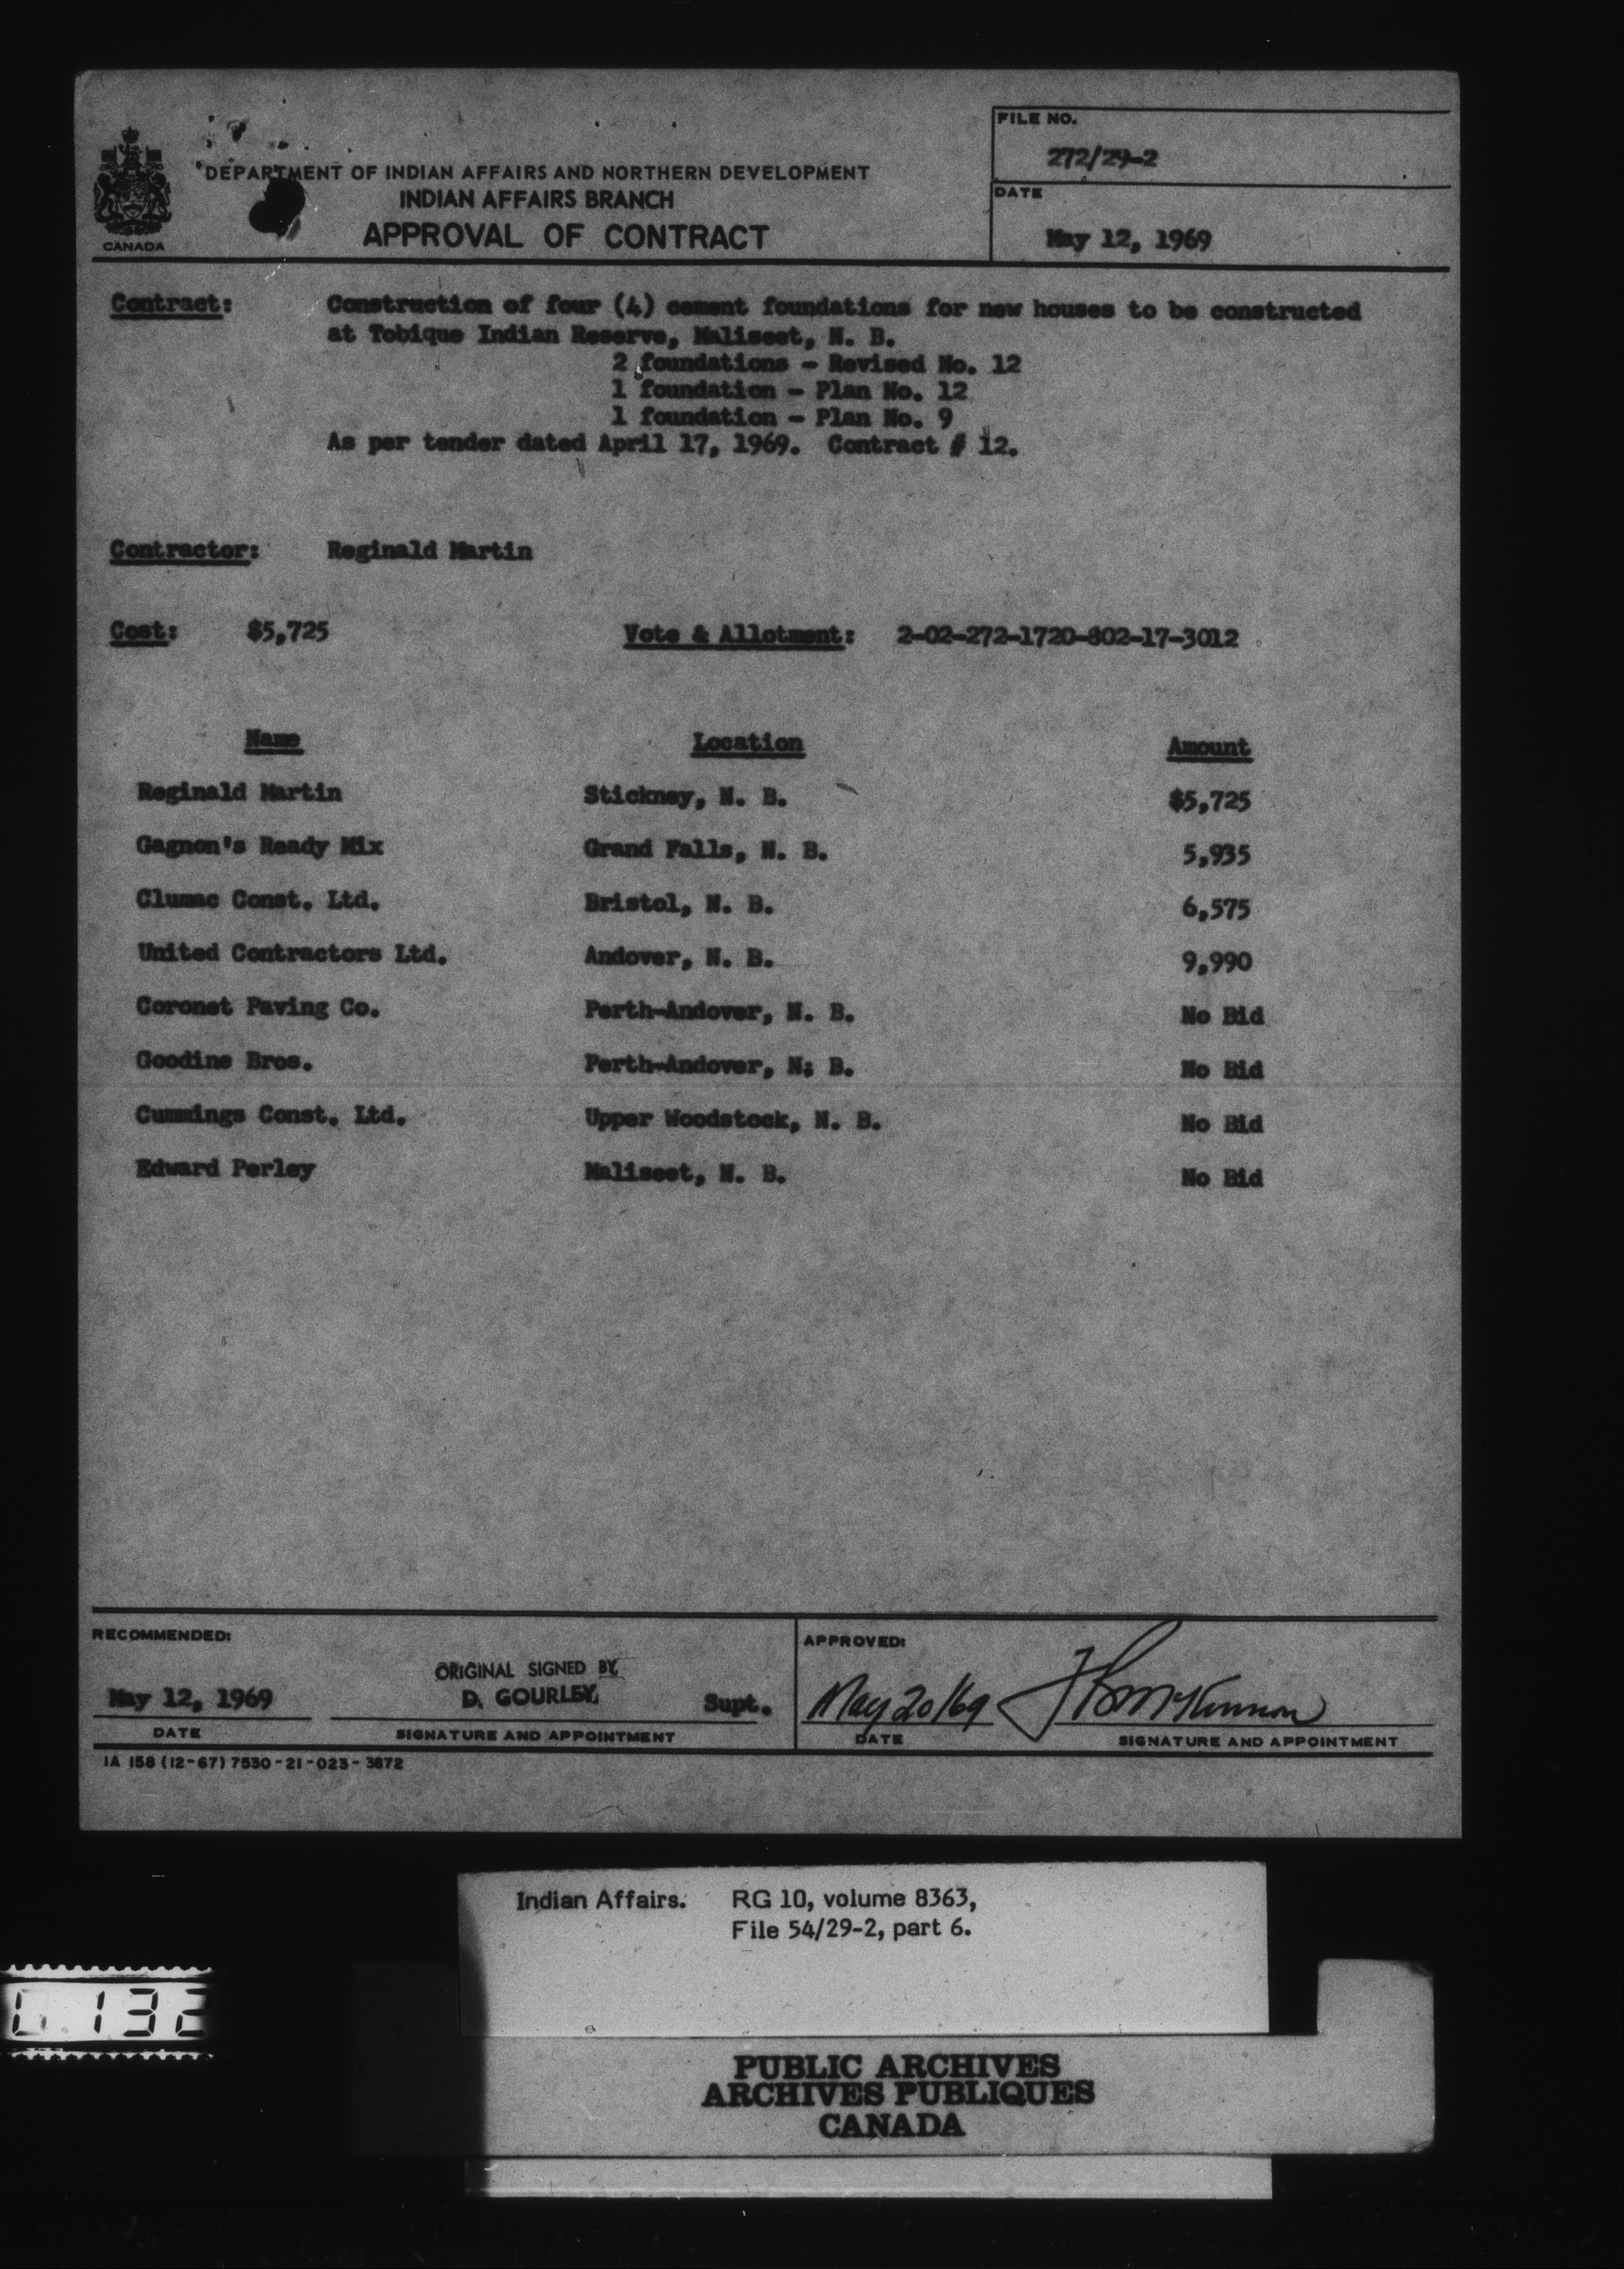 CANADA
DEPARTMENT OF INDIAN AFFAIRS AND NORTHERN DEVELOPMENT
INDIAN AFFAIRS BRANCH
APPROVAL OF CONTRACT
FILE NO.
272/29-2
DATE
May 12, 1969
Contract: Construction of four (4) cement foundations for new houses to be constructed
at Tobique Indian Reserve, Maliseet, N. B.
2 foundations - Revised No. 12
1 foundation - Plan No. 12
1 foundation - Plan No. 9
As per tender dated April 17, 1969. Contract # 12.
Contractor: Reginald Martin
Cost: $5,725 Vote & Allotment: 2-02-272-1720-802-17-3012
Name Location Amount
Reginald Martin Stickney, N. B. $5,725
Gagnon's Ready Mix Grand Falls, N. B. 5,935
Clumac Const. Ltd. Bristol, N. B. 6,575
United Contractors Ltd. Andover, N. B. 9,990
Coronet Paving Co. Perth-Andover, N. B. No Bid
Goodine Bros. Perth-Andover, N; B. No Bid
Cummings Const. Ltd. Upper Woodstock, N. B. No Bid
Edward Perley Maliseet, N. B. No Bid
RECOMMENDED:
ORIGINAL SIGNED BY
May 12, 1969 D. GOURLEY Supt.
DATE SIGNATURE AND APPOINTMENT
APPROVED:
May 20/69
DATE SIGNATURE AND APPOINTMENT
IA 158 (12-67) 7530-21-023-3872
Indian Affairs. RG 10, volume 8363,
File 54/29-2, part 6.
132
PUBLIC ARCHIVES
ARCHIVES PUBLIQUES
CANADA